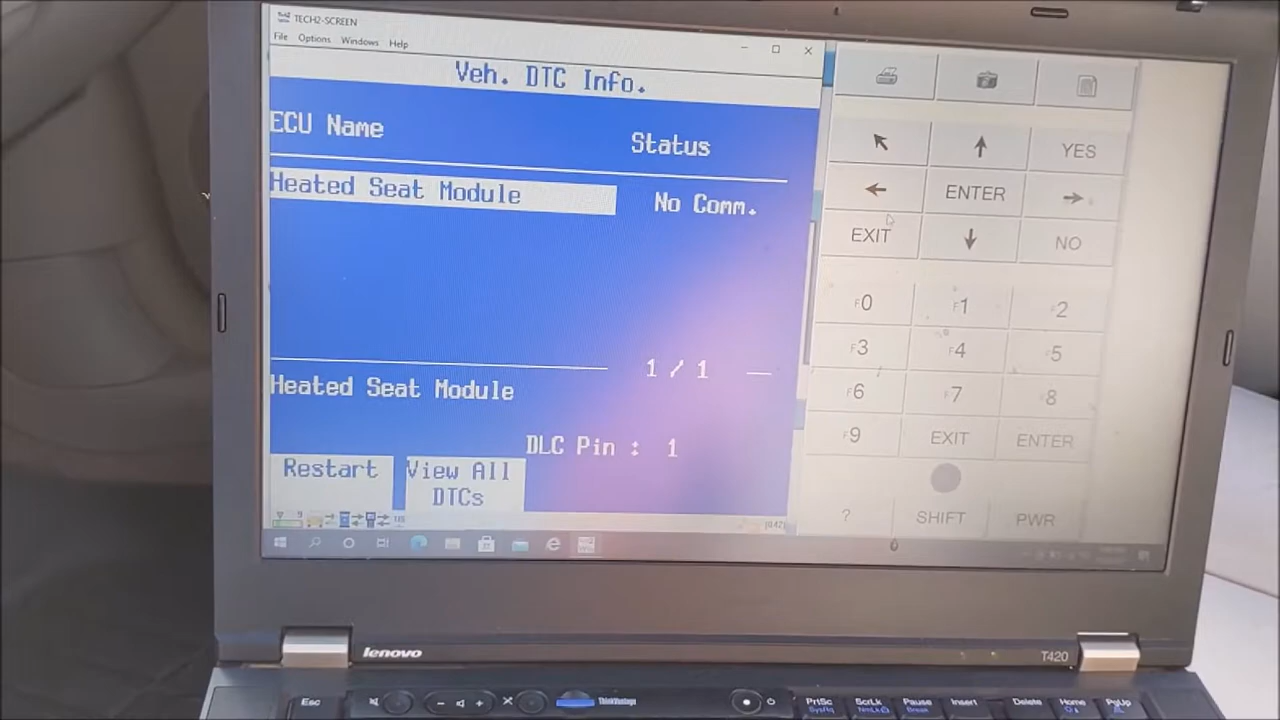 TECH2-SCREEN
File Options Windows Help
Veh. DTC Info.
ECU Name Status
Heated Seat Module No Comm.
1 / 1
Heated Seat Module
DLC Pin : 1
Restart View All DTCs
YES
ENTER
EXIT NO
F0 F1 F2
F3 F4 F5
F6 F7 F8
F9 EXIT ENTER
? SHIFT PWR
lenovo T420
Esc ThinkVantage PrtSc SysRq ScrLk NmLk Pause Break Insert Delete Home PgUp